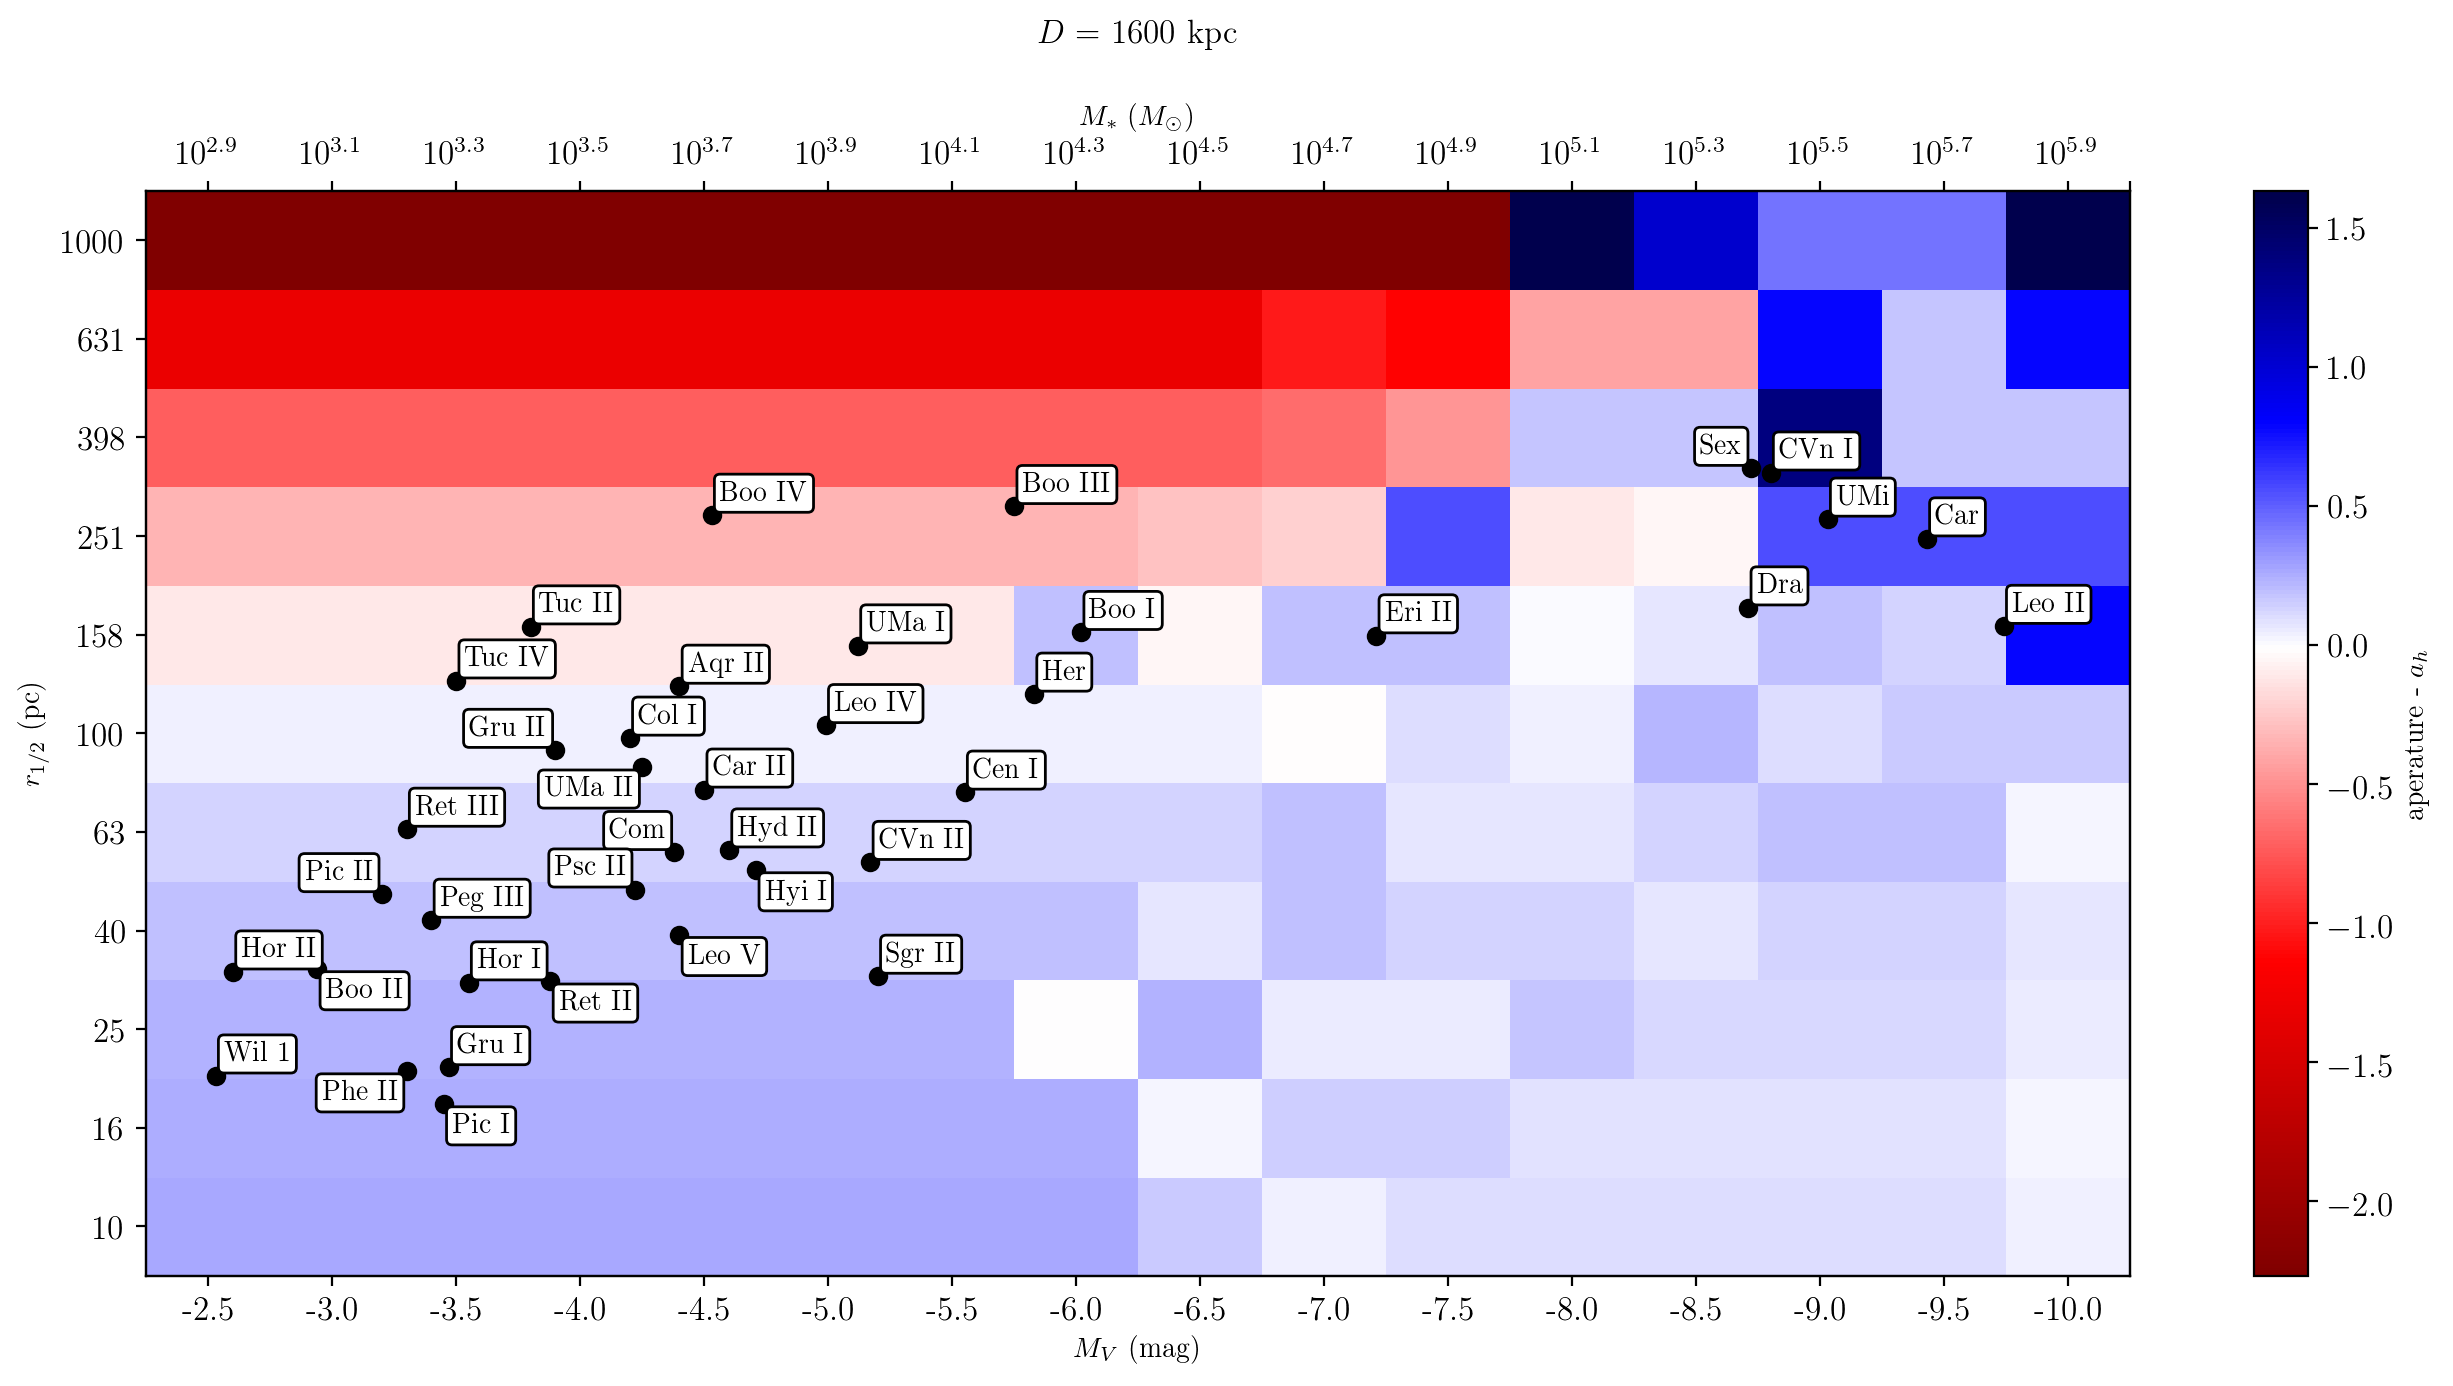 D = 1600 kpc
M* (M⊙)
10^2.9 10^3.1 10^3.3 10^3.5 10^3.7 10^3.9 10^4.1 10^4.3 10^4.5 10^4.7 10^4.9 10^5.1 10^5.3 10^5.5 10^5.7 10^5.9
1000
631
398
251
158
100
63
40
25
16
10
r1/2 (pc)
Sex
CVn I
Boo IV
Boo III
UMi
Car
Tuc II
Dra
Boo I
Eri II
Leo II
UMa I
Tuc IV
Aqr II
Her
Leo IV
Col I
Gru II
Car II
Cen I
UMa II
Ret III
Com
Hyd II
CVn II
Psc II
Pic II
Peg III
Hyi I
Hor II
Leo V
Sgr II
Hor I
Boo II
Ret II
Gru I
Wil 1
Phe II
Pic I
-2.5 -3.0 -3.5 -4.0 -4.5 -5.0 -5.5 -6.0 -6.5 -7.0 -7.5 -8.0 -8.5 -9.0 -9.5 -10.0
MV (mag)
1.5
1.0
0.5
0.0
−0.5
−1.0
−1.5
−2.0
aperature - ah